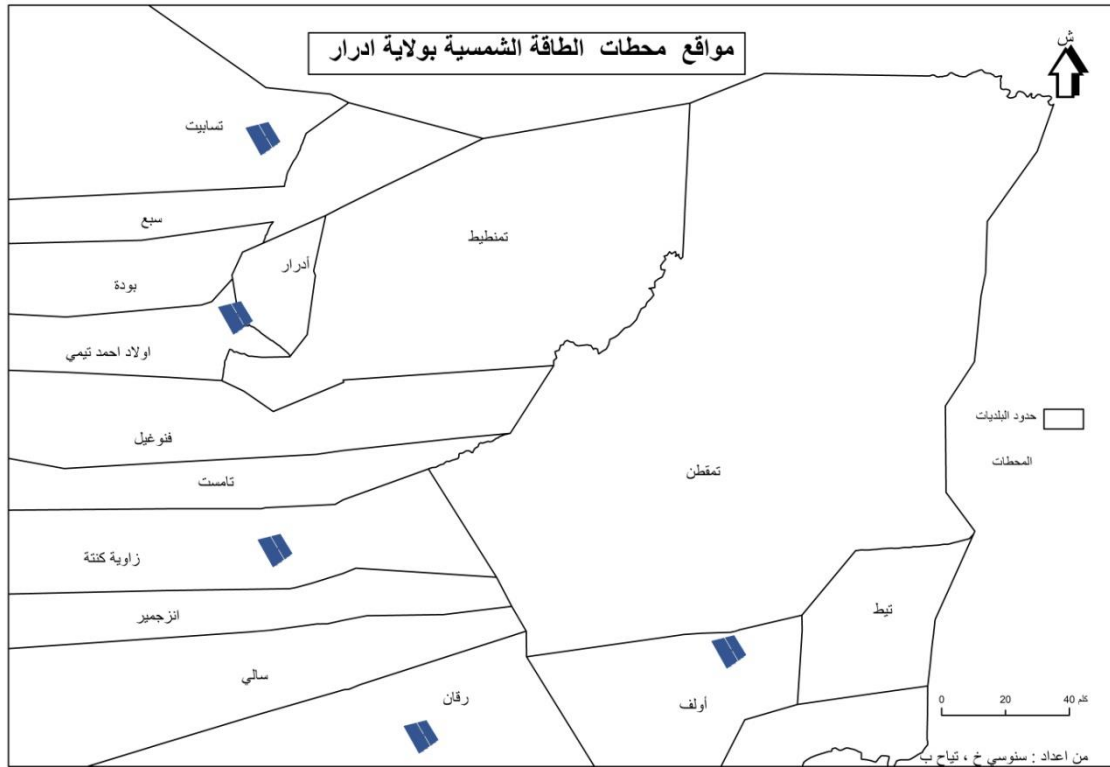 مواقع محطات الطاقة الشمسية بولاية ادرار
ش
تسابيت
سبع
تمنطيط
أدرار
بودة
اولاد احمد تيمي
حدود البلديات
فنوغيل
المحطات
تمقطن
تامست
زاوية كنتة
انزجمير
تيط
سالي
رقان
أولف
0 20 40 كلم
من اعداد : سنوسي خ ، تياح ب